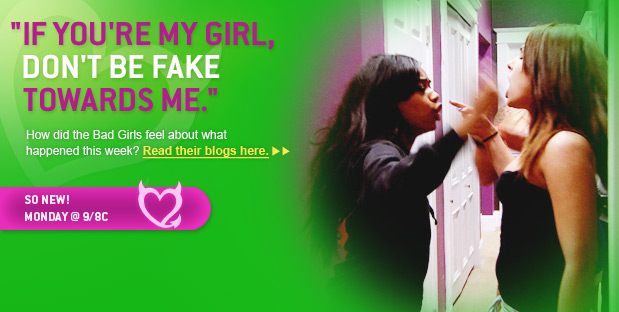 "IF YOU'RE MY GIRL,
DON'T BE FAKE
TOWARDS ME."
How did the Bad Girls feel about what
happened this week? Read their blogs here.
SO NEW!
MONDAY @ 9/8C